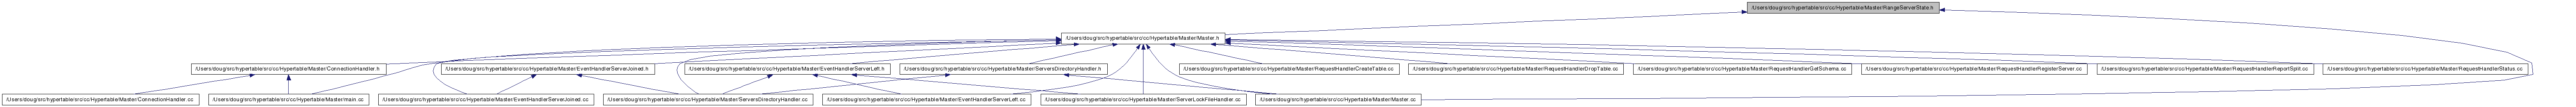 /Users/doug/src/hypertable/src/cc/Hypertable/Master/RangeServerState.h
/Users/doug/src/hypertable/src/cc/Hypertable/Master/Master.h
/Users/doug/src/hypertable/src/cc/Hypertable/Master/ConnectionHandler.h
/Users/doug/src/hypertable/src/cc/Hypertable/Master/EventHandlerServerJoined.h
/Users/doug/src/hypertable/src/cc/Hypertable/Master/EventHandlerServerLeft.h
/Users/doug/src/hypertable/src/cc/Hypertable/Master/ServersDirectoryHandler.h
/Users/doug/src/hypertable/src/cc/Hypertable/Master/RequestHandlerCreateTable.cc
/Users/doug/src/hypertable/src/cc/Hypertable/Master/RequestHandlerDropTable.cc
/Users/doug/src/hypertable/src/cc/Hypertable/Master/RequestHandlerGetSchema.cc
/Users/doug/src/hypertable/src/cc/Hypertable/Master/RequestHandlerRegisterServer.cc
/Users/doug/src/hypertable/src/cc/Hypertable/Master/RequestHandlerReportSplit.cc
/Users/doug/src/hypertable/src/cc/Hypertable/Master/RequestHandlerStatus.cc
/Users/doug/src/hypertable/src/cc/Hypertable/Master/ConnectionHandler.cc
/Users/doug/src/hypertable/src/cc/Hypertable/Master/main.cc
/Users/doug/src/hypertable/src/cc/Hypertable/Master/EventHandlerServerJoined.cc
/Users/doug/src/hypertable/src/cc/Hypertable/Master/ServersDirectoryHandler.cc
/Users/doug/src/hypertable/src/cc/Hypertable/Master/EventHandlerServerLeft.cc
/Users/doug/src/hypertable/src/cc/Hypertable/Master/ServerLockFileHandler.cc
/Users/doug/src/hypertable/src/cc/Hypertable/Master/Master.cc